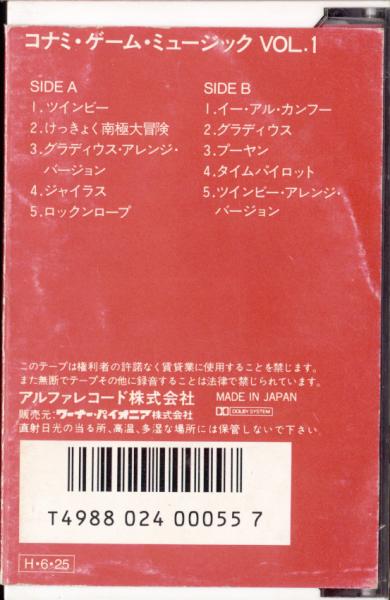 コナミ・ゲーム・ミュージック VOL.1
SIDE A
1.ツインビー
2.けっきょく南極大冒険
3.グラディウス・アレンジ・
バージョン
4.ジャイラス
5.ロックンロープ
SIDE B
1.イー・アル・カンフー
2.グラディウス
3.プーヤン
4.タイムパイロット
5.ツインビー・アレンジ・
バージョン
このテープは権利者の許諾なく賃貸業に使用することを禁じます。
また無断でテープその他に録音することは法律で禁じられています。
アルファレコード株式会社 MADE IN JAPAN
販売元:ワーナー・パイオニア株式会社 DOLBY SYSTEM
直射日光の当る所、高温、多湿な場所には保管しないで下さい。
T4988 024 00055 7
H・6・25